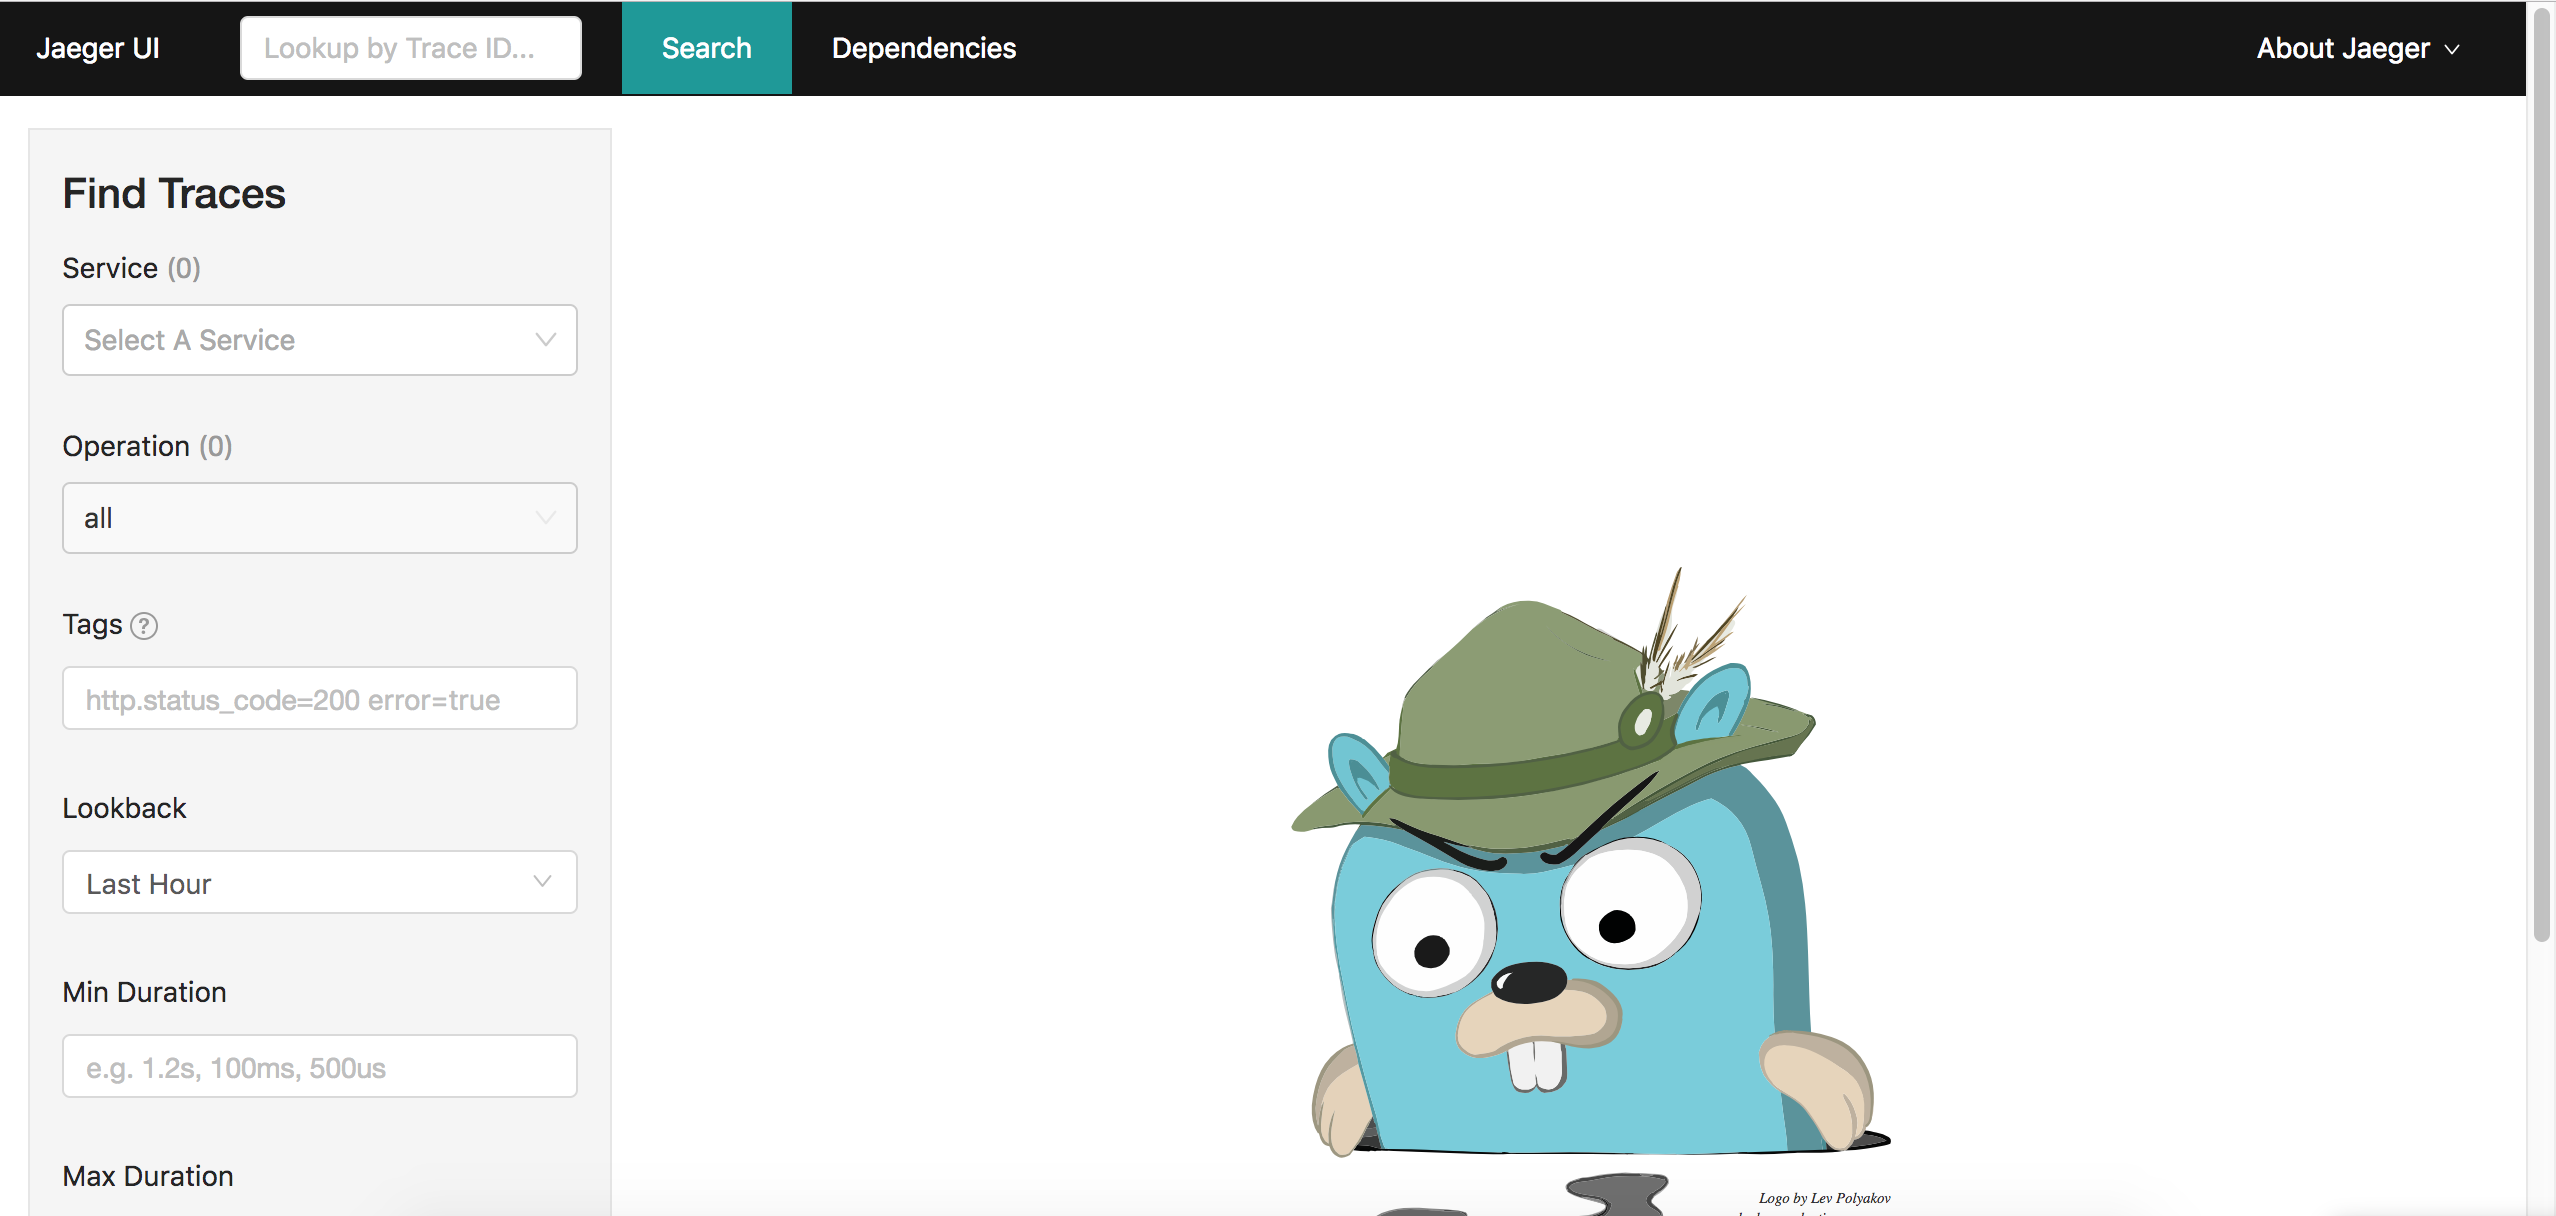 Jaeger UI
Lookup by Trace ID...
Search
Dependencies
About Jaeger
Find Traces
Service (0)
Select A Service
Operation (0)
all
Tags ?
http.status_code=200 error=true
Lookback
Last Hour
Min Duration
e.g. 1.2s, 100ms, 500us
Max Duration
Logo by Lev Polyakov